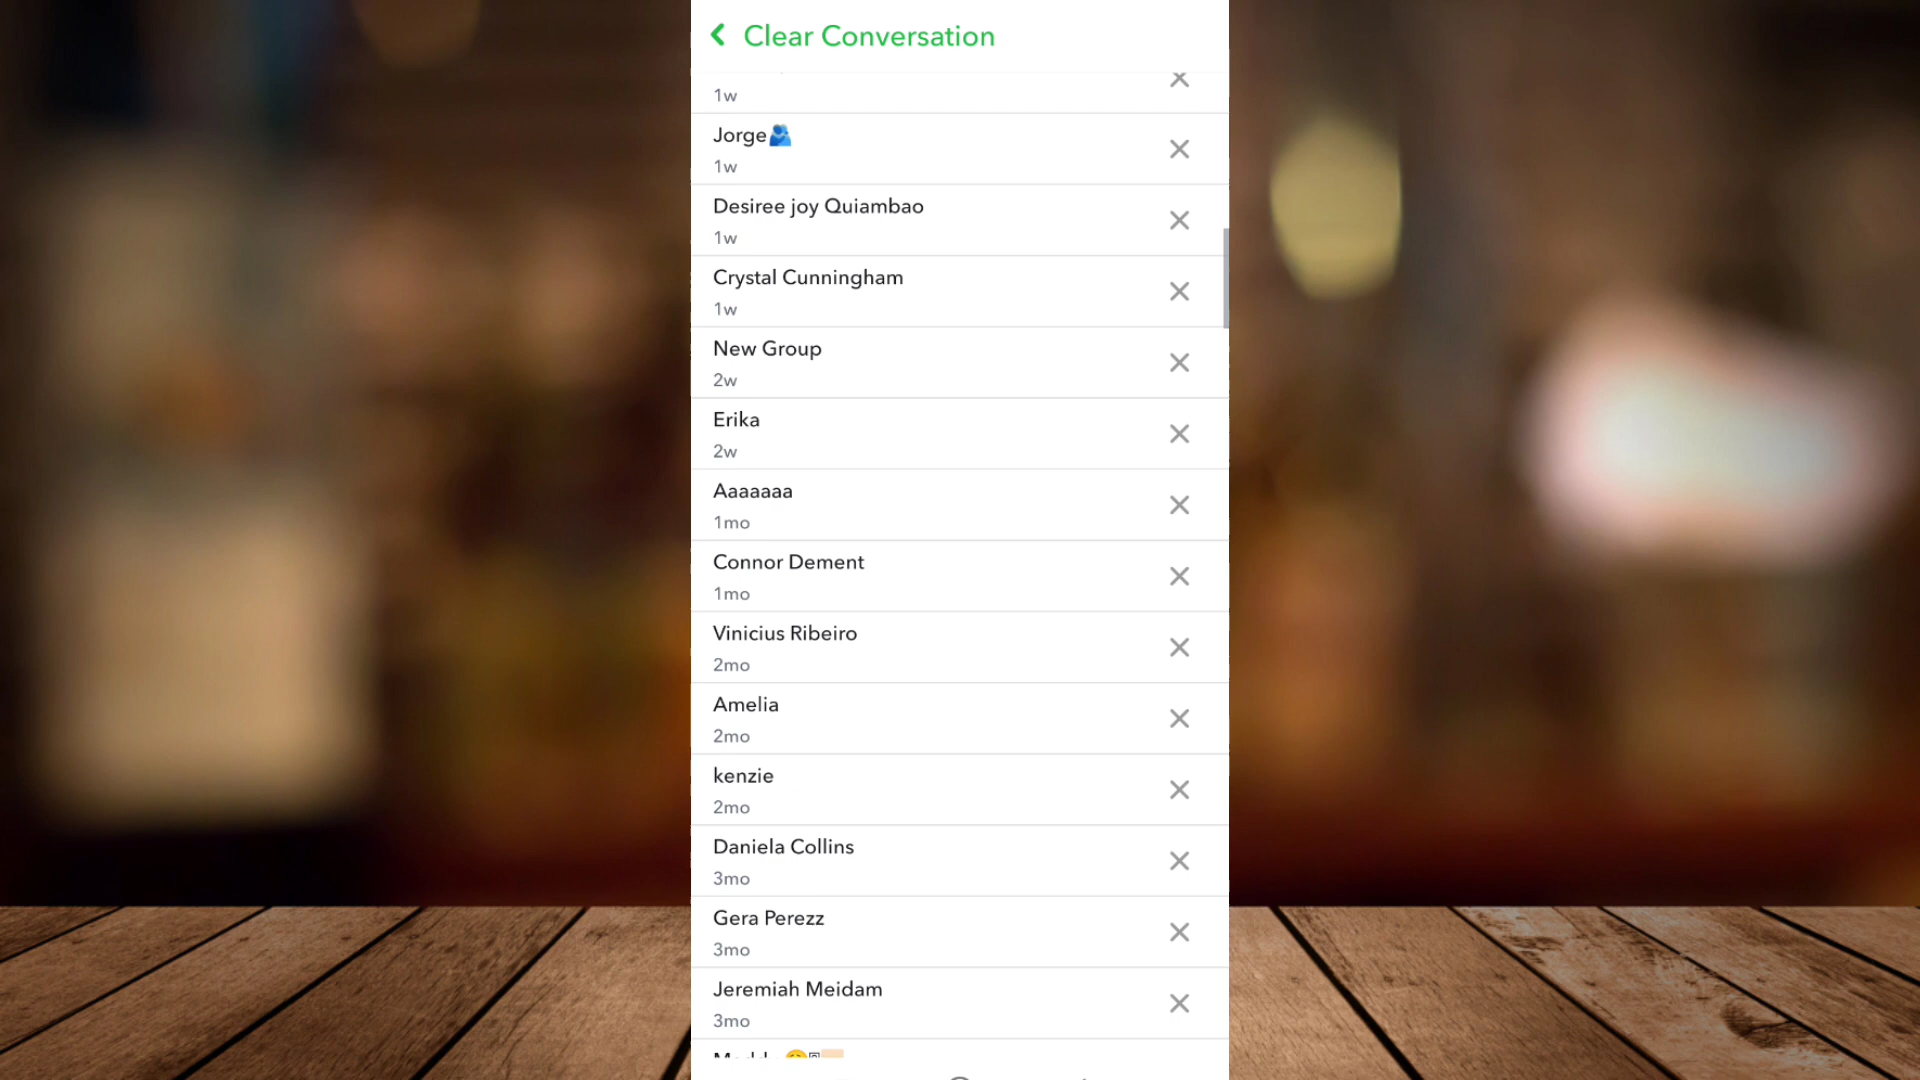 Clear Conversation
1w
Jorge🫂
1w
Desiree joy Quiambao
1w
Crystal Cunningham
1w
New Group
2w
Erika
2w
Aaaaaaa
1mo
Connor Dement
1mo
Vinicius Ribeiro
2mo
Amelia
2mo
kenzie
2mo
Daniela Collins
3mo
Gera Perezz
3mo
Jeremiah Meidam
3mo